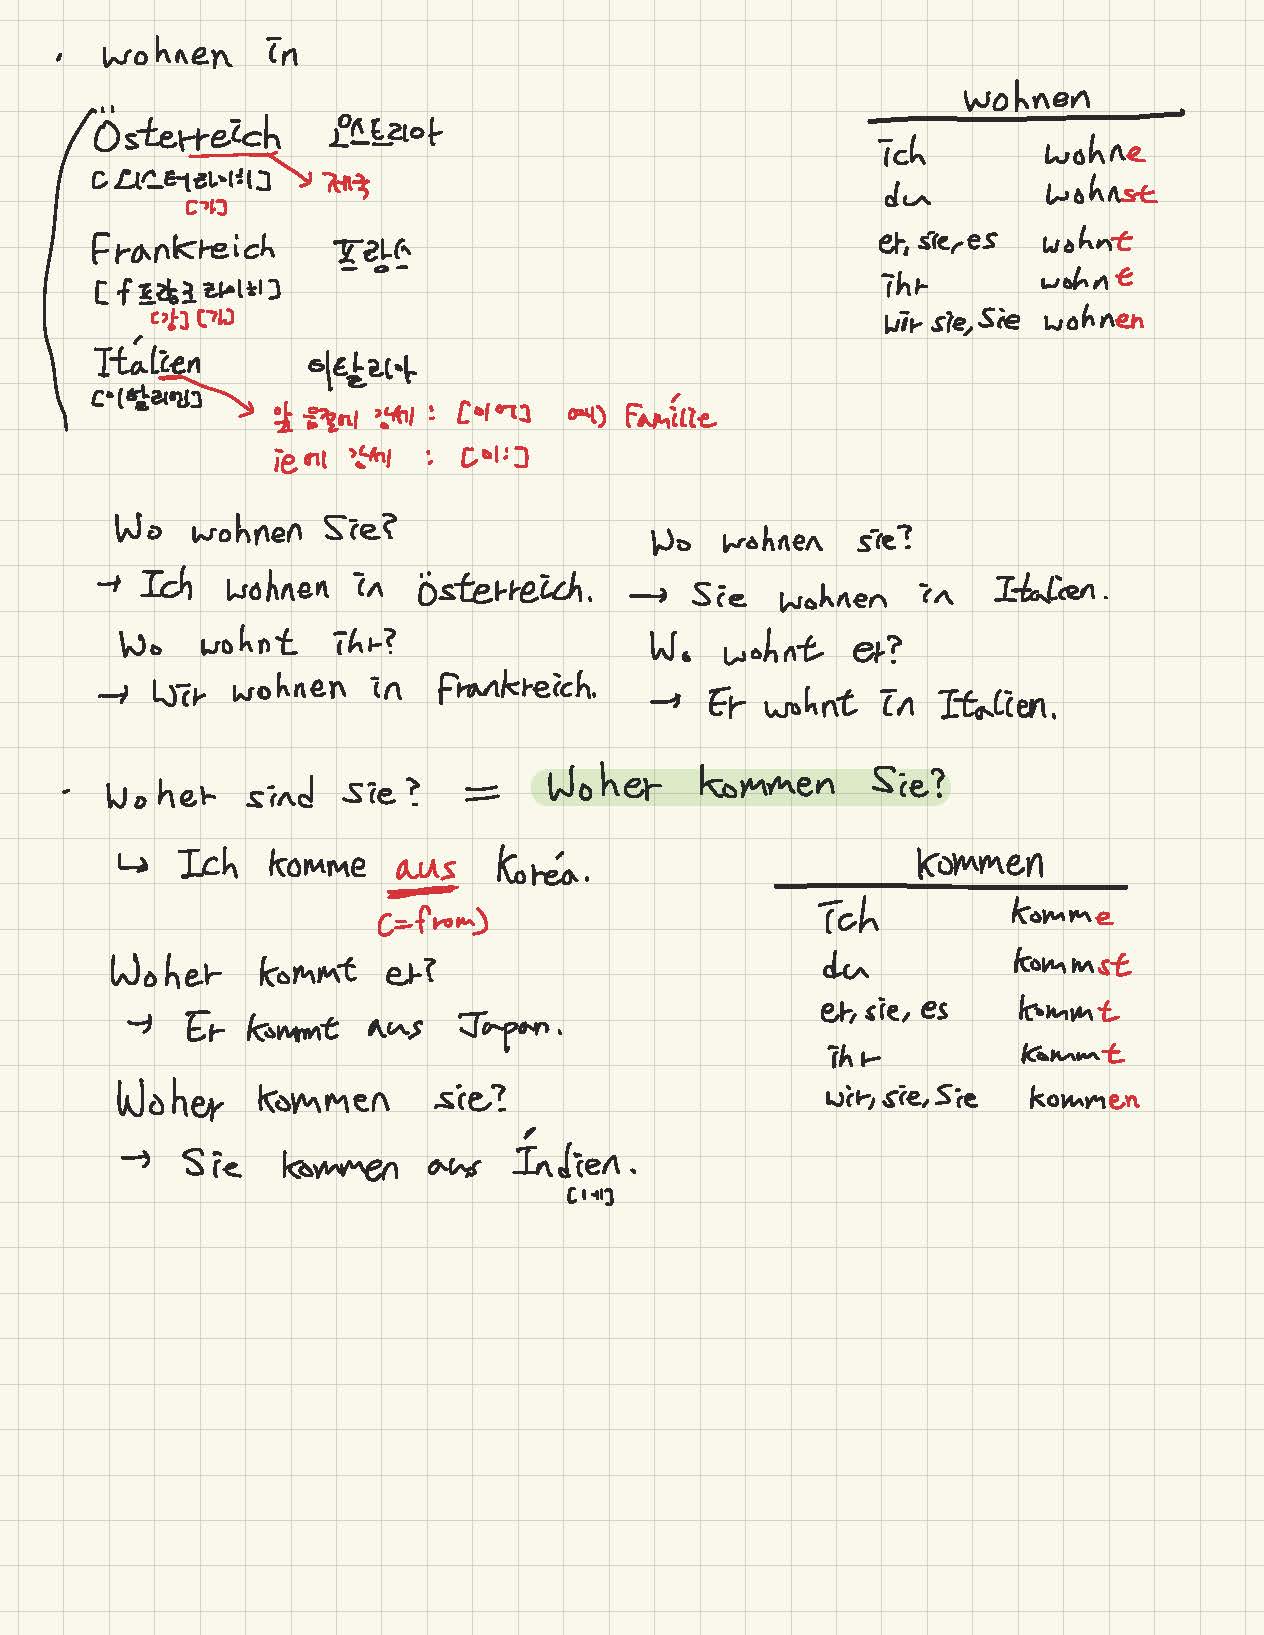 · wohnen in
Österreich 오스트리아
[외스터라이히] → 제국
[가]
Frankreich 프랑스
[f프랑크라이히]
[강] [가]
Itálien 이탈리아
[이탈리엔]
앞 음절에 강세 : [이에] 예) Famílie
ie에 강세 : [이:]
wohnen
ich wohne
du wohnst
er, sie, es wohnt
ihr wohnt
wir sie, Sie wohnen
Wo wohnen Sie?
→ Ich wohnen in Österreich.
Wo wohnt ihr?
→ Wir wohnen in Frankreich.
Wo wohnen sie?
→ Sie wohnen in Italien.
Wo wohnt er?
→ Er wohnt in Italien.
· Woher sind sie? = Woher kommen Sie?
↳ Ich komme aus Koréa.
(=from)
Woher kommt er?
→ Er kommt aus Japan.
Woher kommen sie?
→ Sie kommen aus Índien.
kommen
ich komme
du kommst
er, sie, es kommt
ihr kommt
wir, sie, Sie kommen